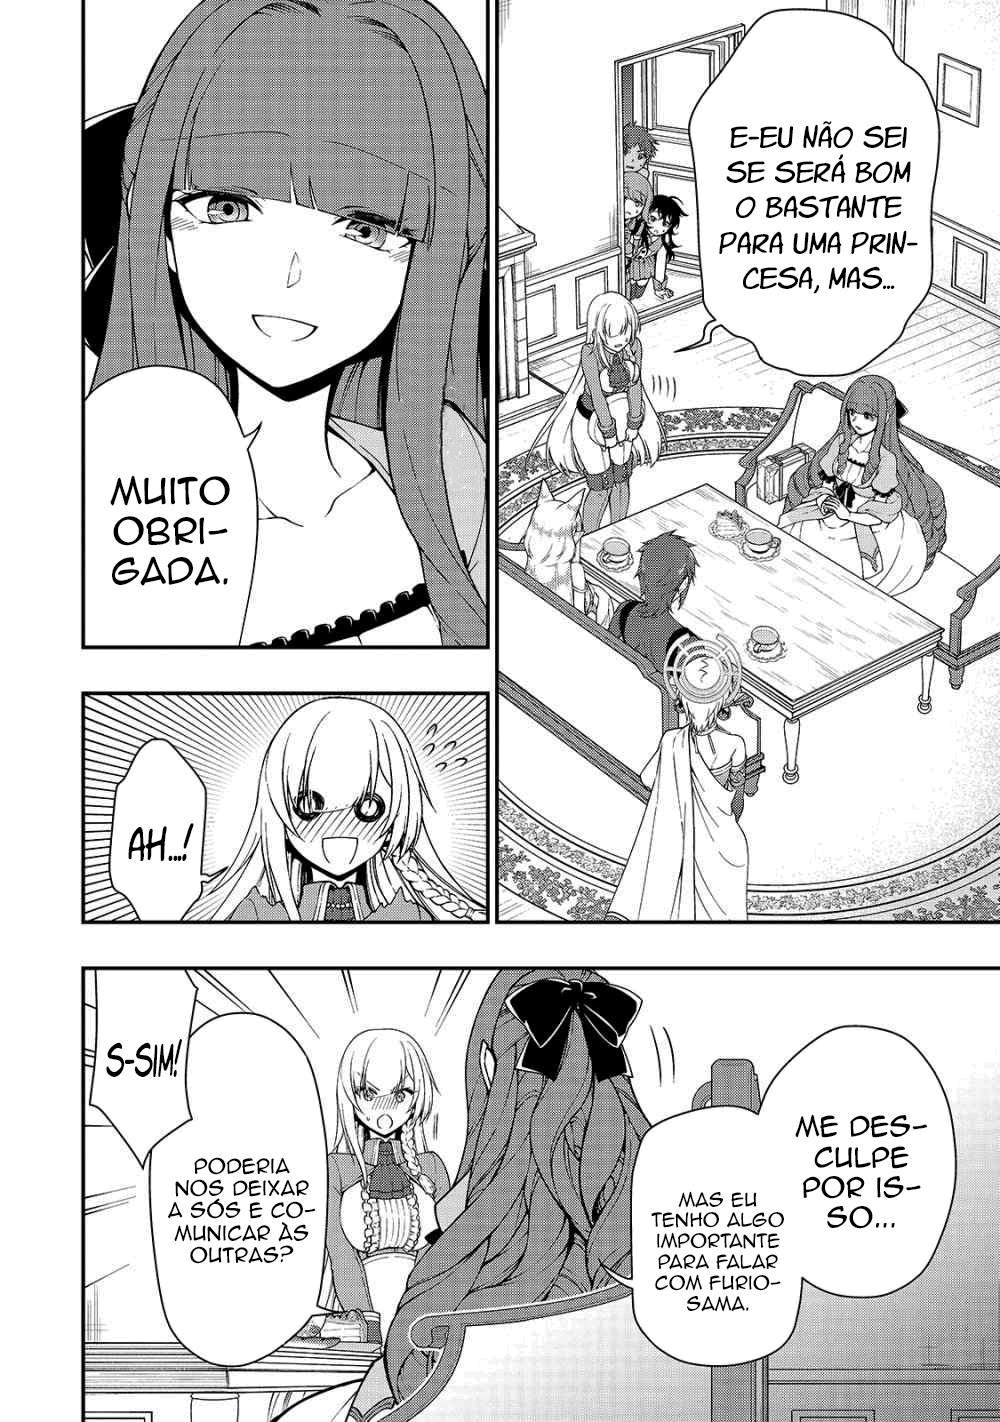 E-EU NÃO SEI
SE SERÁ BOM
O BASTANTE
PARA UMA PRIN-
CESA, MAS...
MUITO
OBRI-
GADA.
AH...!
ME DES-
CULPE
POR IS-
SO...
MAS EU
TENHO ALGO
IMPORTANTE
PARA FALAR
COM FURIO-
SAMA.
PODERIA
NOS DEIXAR
A SÓS E CO-
MUNICAR ÀS
OUTRAS?
S-SIM!